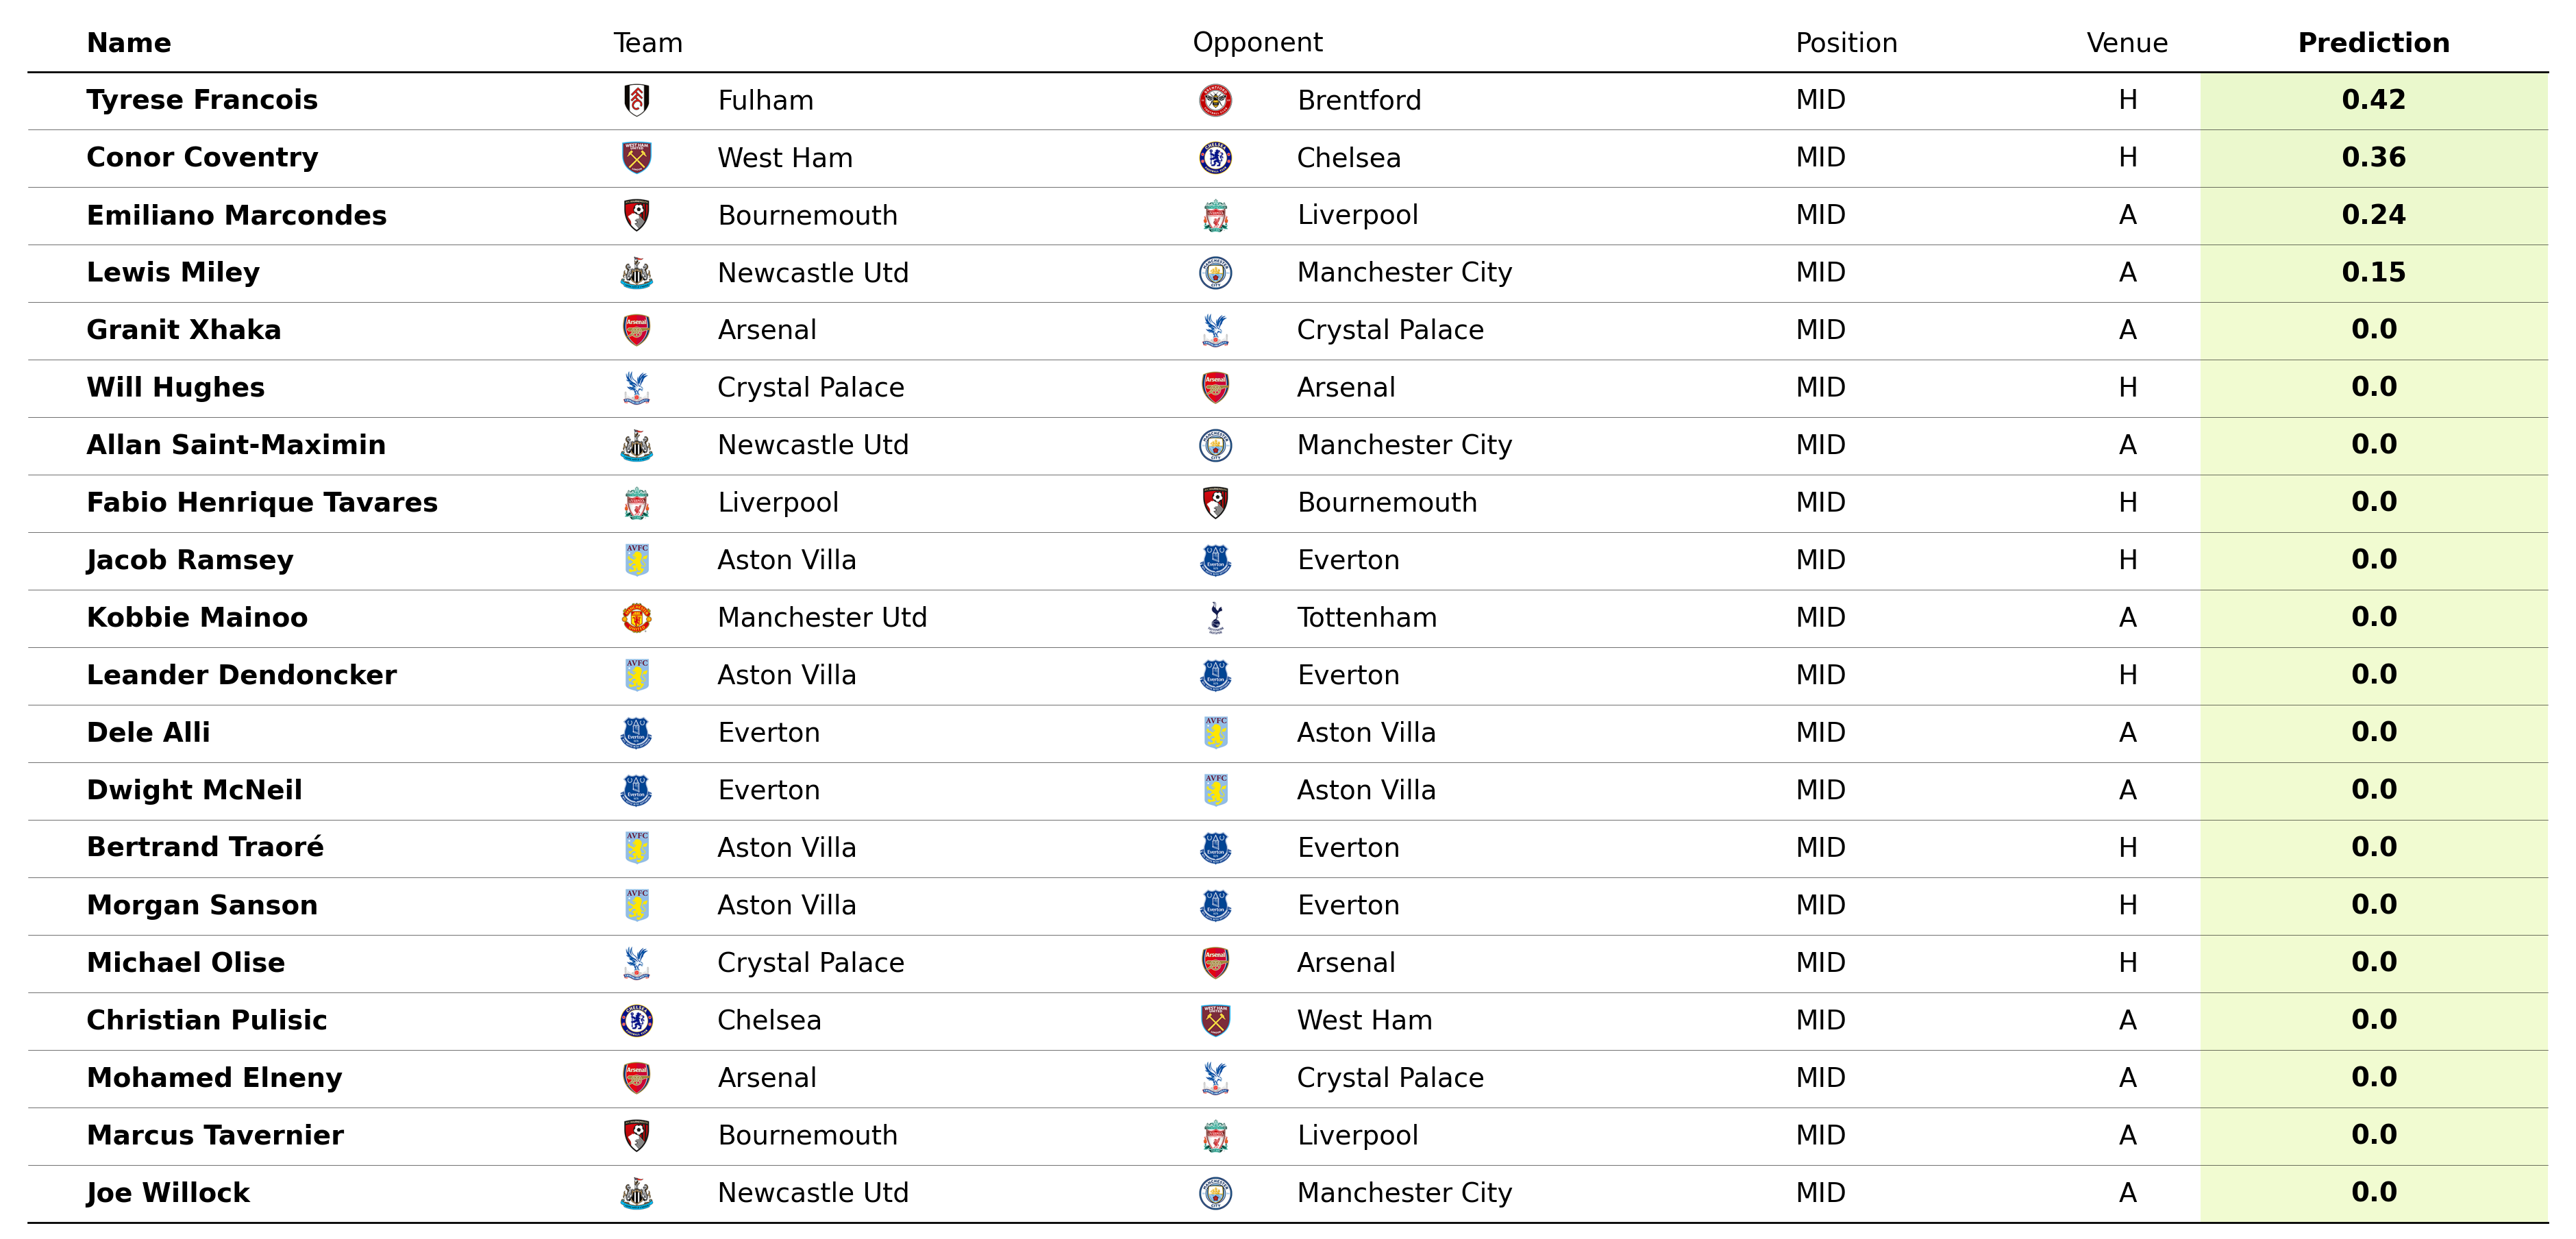 Name Team Opponent Position Venue Prediction
Tyrese Francois Fulham Brentford MID H 0.42
Conor Coventry West Ham Chelsea MID H 0.36
Emiliano Marcondes Bournemouth Liverpool MID A 0.24
Lewis Miley Newcastle Utd Manchester City MID A 0.15
Granit Xhaka Arsenal Crystal Palace MID A 0.0
Will Hughes Crystal Palace Arsenal MID H 0.0
Allan Saint-Maximin Newcastle Utd Manchester City MID A 0.0
Fabio Henrique Tavares Liverpool Bournemouth MID H 0.0
Jacob Ramsey Aston Villa Everton MID H 0.0
Kobbie Mainoo Manchester Utd Tottenham MID A 0.0
Leander Dendoncker Aston Villa Everton MID H 0.0
Dele Alli Everton Aston Villa MID A 0.0
Dwight McNeil Everton Aston Villa MID A 0.0
Bertrand Traoré Aston Villa Everton MID H 0.0
Morgan Sanson Aston Villa Everton MID H 0.0
Michael Olise Crystal Palace Arsenal MID H 0.0
Christian Pulisic Chelsea West Ham MID A 0.0
Mohamed Elneny Arsenal Crystal Palace MID A 0.0
Marcus Tavernier Bournemouth Liverpool MID A 0.0
Joe Willock Newcastle Utd Manchester City MID A 0.0